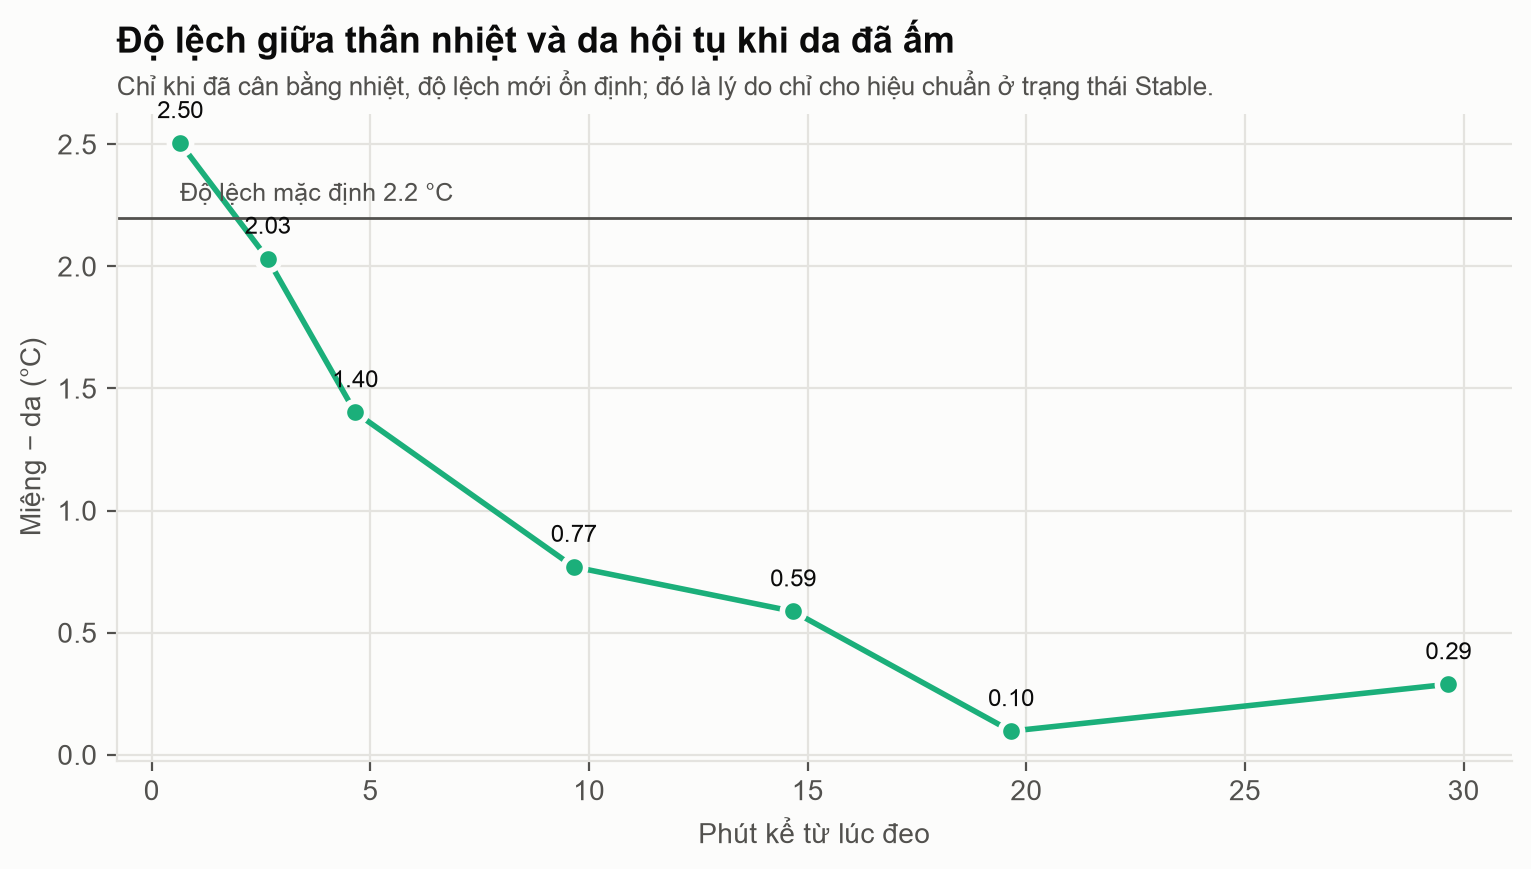 Độ lệch giữa thân nhiệt và da hội tụ khi da đã ấm
Chỉ khi đã cân bằng nhiệt, độ lệch mới ổn định; đó là lý do chỉ cho hiệu chuẩn ở trạng thái Stable.
2.50
Độ lệch mặc định 2.2 °C
2.03
1.40
0.77
0.59
0.10
0.29
2.5
2.0
1.5
1.0
0.5
0.0
Miệng − da (°C)
0 5 10 15 20 25 30
Phút kể từ lúc đeo